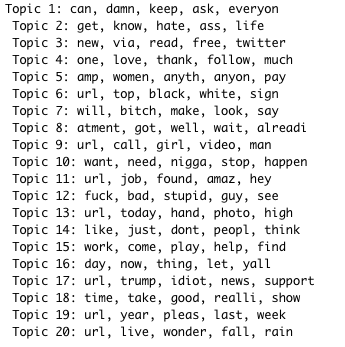 Topic 1: can, damn, keep, ask, everyon
Topic 2: get, know, hate, ass, life
Topic 3: new, via, read, free, twitter
Topic 4: one, love, thank, follow, much
Topic 5: amp, women, anyth, anyon, pay
Topic 6: url, top, black, white, sign
Topic 7: will, bitch, make, look, say
Topic 8: atment, got, well, wait, alreadi
Topic 9: url, call, girl, video, man
Topic 10: want, need, nigga, stop, happen
Topic 11: url, job, found, amaz, hey
Topic 12: fuck, bad, stupid, guy, see
Topic 13: url, today, hand, photo, high
Topic 14: like, just, dont, peopl, think
Topic 15: work, come, play, help, find
Topic 16: day, now, thing, let, yall
Topic 17: url, trump, idiot, news, support
Topic 18: time, take, good, realli, show
Topic 19: url, year, pleas, last, week
Topic 20: url, live, wonder, fall, rain